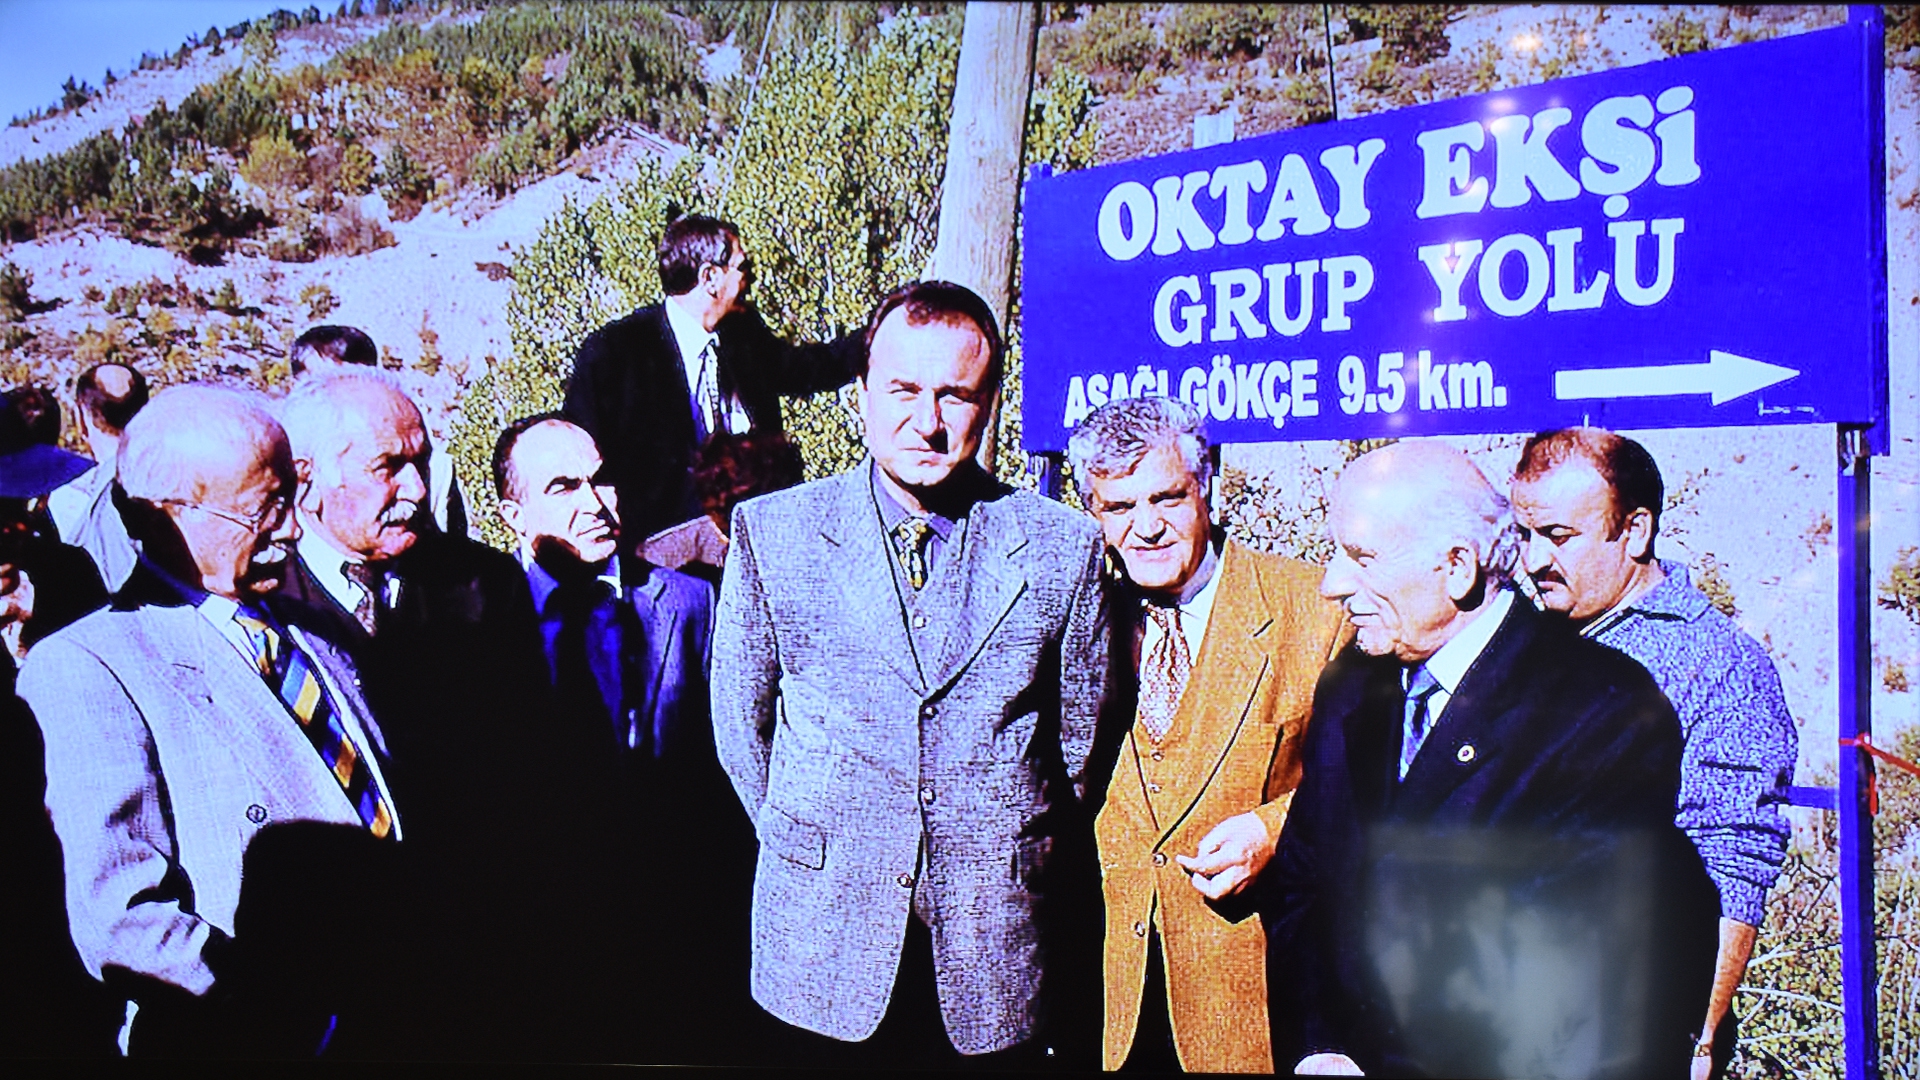 OKTAY EKŞİ
GRUP YOLU
AŞAĞI GÖKÇE 9.5 km.